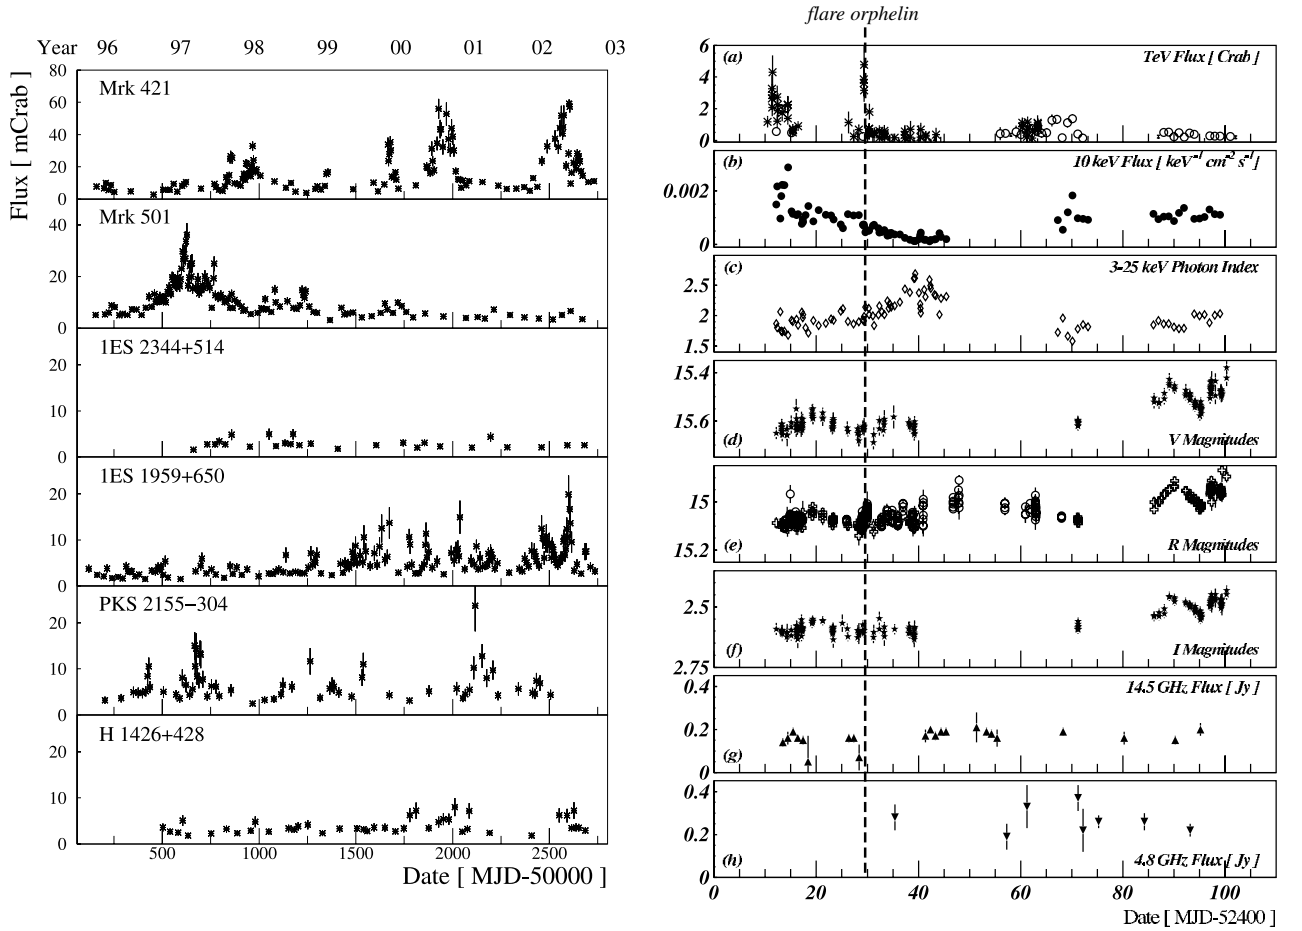 Year 96 97 98 99 00 01 02 03
Flux [ mCrab ]
80
60
40
20
0
Mrk 421
40
20
0
Mrk 501
20
10
0
1ES 2344+514
20
10
0
1ES 1959+650
20
10
0
PKS 2155−304
20
10
0
H 1426+428
500 1000 1500 2000 2500
Date [ MJD-50000 ]
flare orphelin
6
4
2
0
(a)
TeV Flux [ Crab ]
0.002
0
(b)
10 keV Flux [ keV⁻¹ cm⁻² s⁻¹]
2.5
2
1.5
(c)
3-25 keV Photon Index
15.4
15.6
(d)
V Magnitudes
15
15.2
(e)
R Magnitudes
2.5
2.75
(f)
I Magnitudes
0.4
0.2
0
(g)
14.5 GHz Flux [ Jy ]
0.4
0.2
0
(h)
4.8 GHz Flux [ Jy ]
0 20 40 60 80 100
Date [ MJD-52400 ]